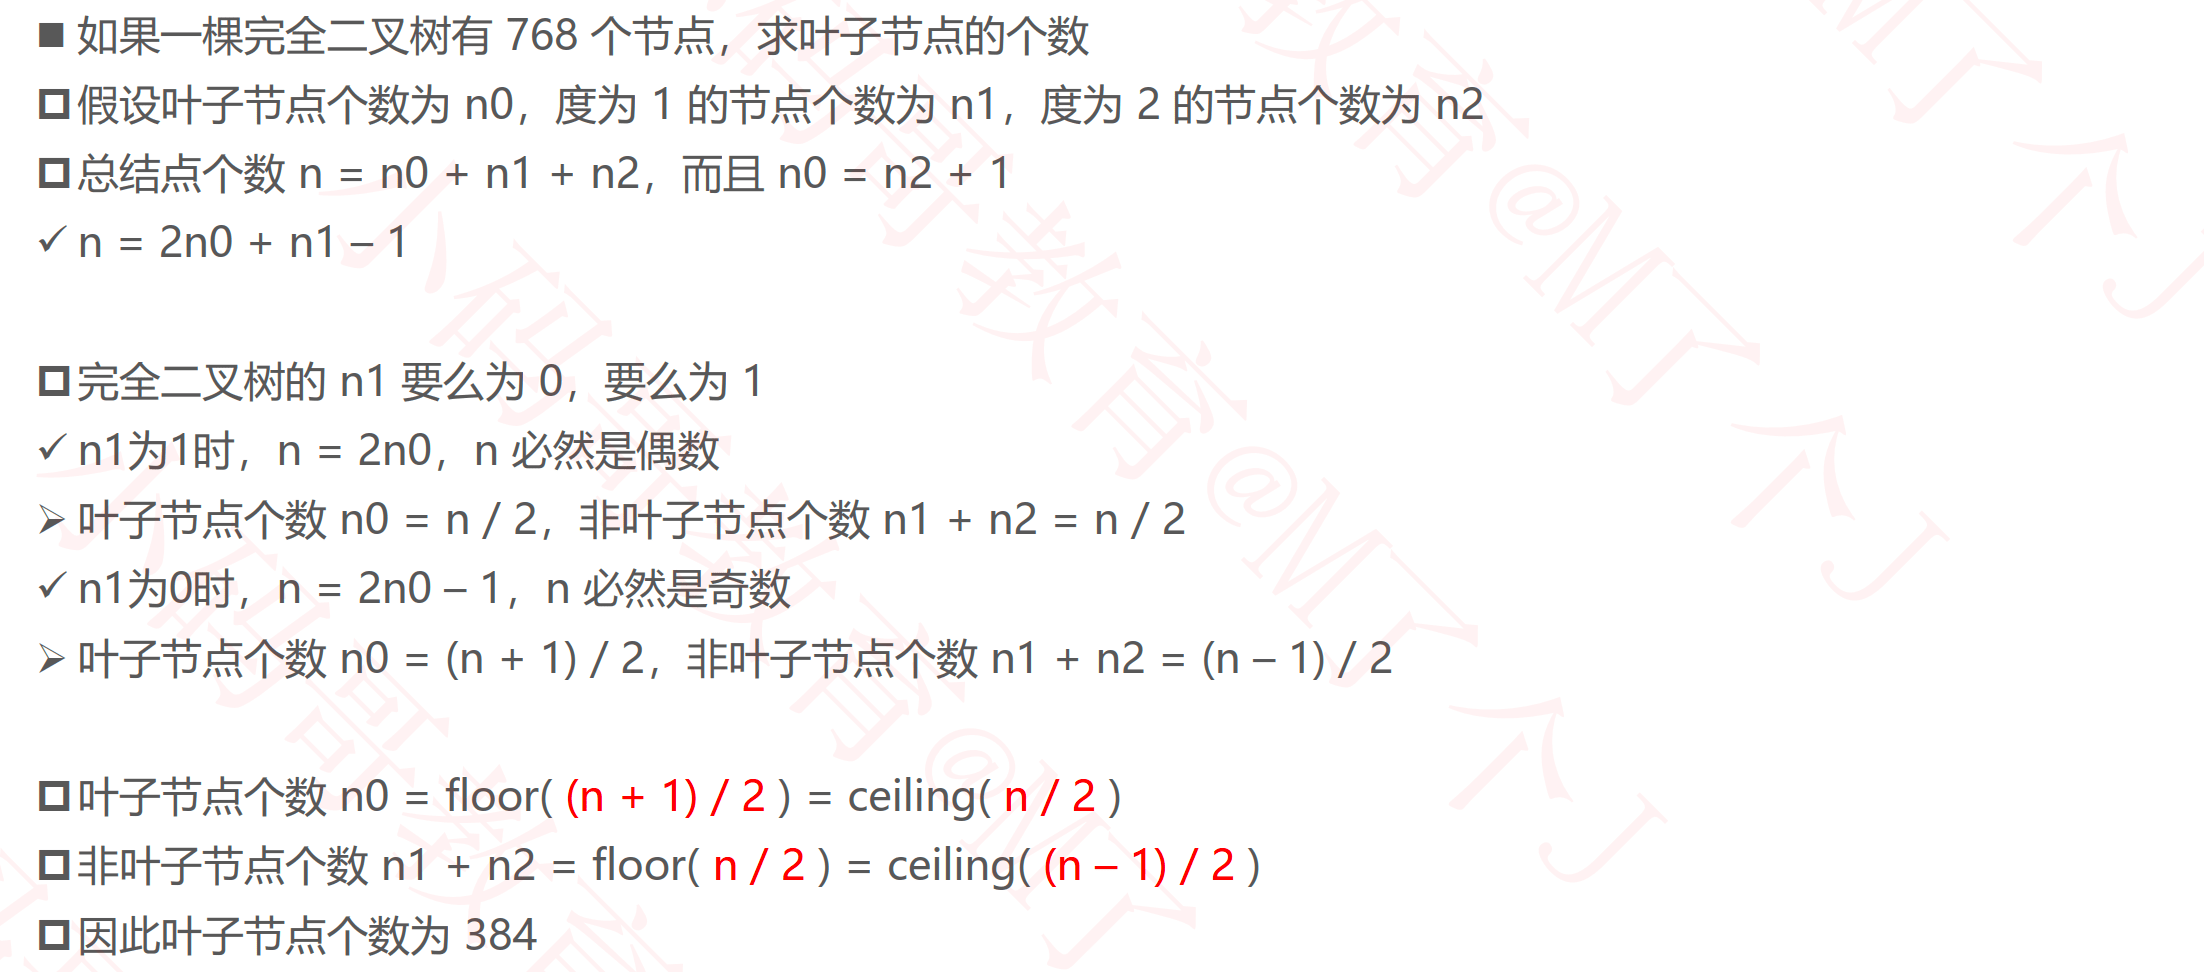 ■ 如果一棵完全二叉树有 768 个节点，求叶子节点的个数
假设叶子节点个数为 n0，度为 1 的节点个数为 n1，度为 2 的节点个数为 n2
总结点个数 n = n0 + n1 + n2，而且 n0 = n2 + 1
✓ n = 2n0 + n1 – 1
完全二叉树的 n1 要么为 0，要么为 1
✓ n1为1时，n = 2n0，n 必然是偶数
➢ 叶子节点个数 n0 = n / 2，非叶子节点个数 n1 + n2 = n / 2
✓ n1为0时，n = 2n0 – 1，n 必然是奇数
➢ 叶子节点个数 n0 = (n + 1) / 2，非叶子节点个数 n1 + n2 = (n – 1) / 2
叶子节点个数 n0 = floor( (n + 1) / 2 ) = ceiling( n / 2 )
非叶子节点个数 n1 + n2 = floor( n / 2 ) = ceiling( (n – 1) / 2 )
因此叶子节点个数为 384
小码哥教育@M了个J